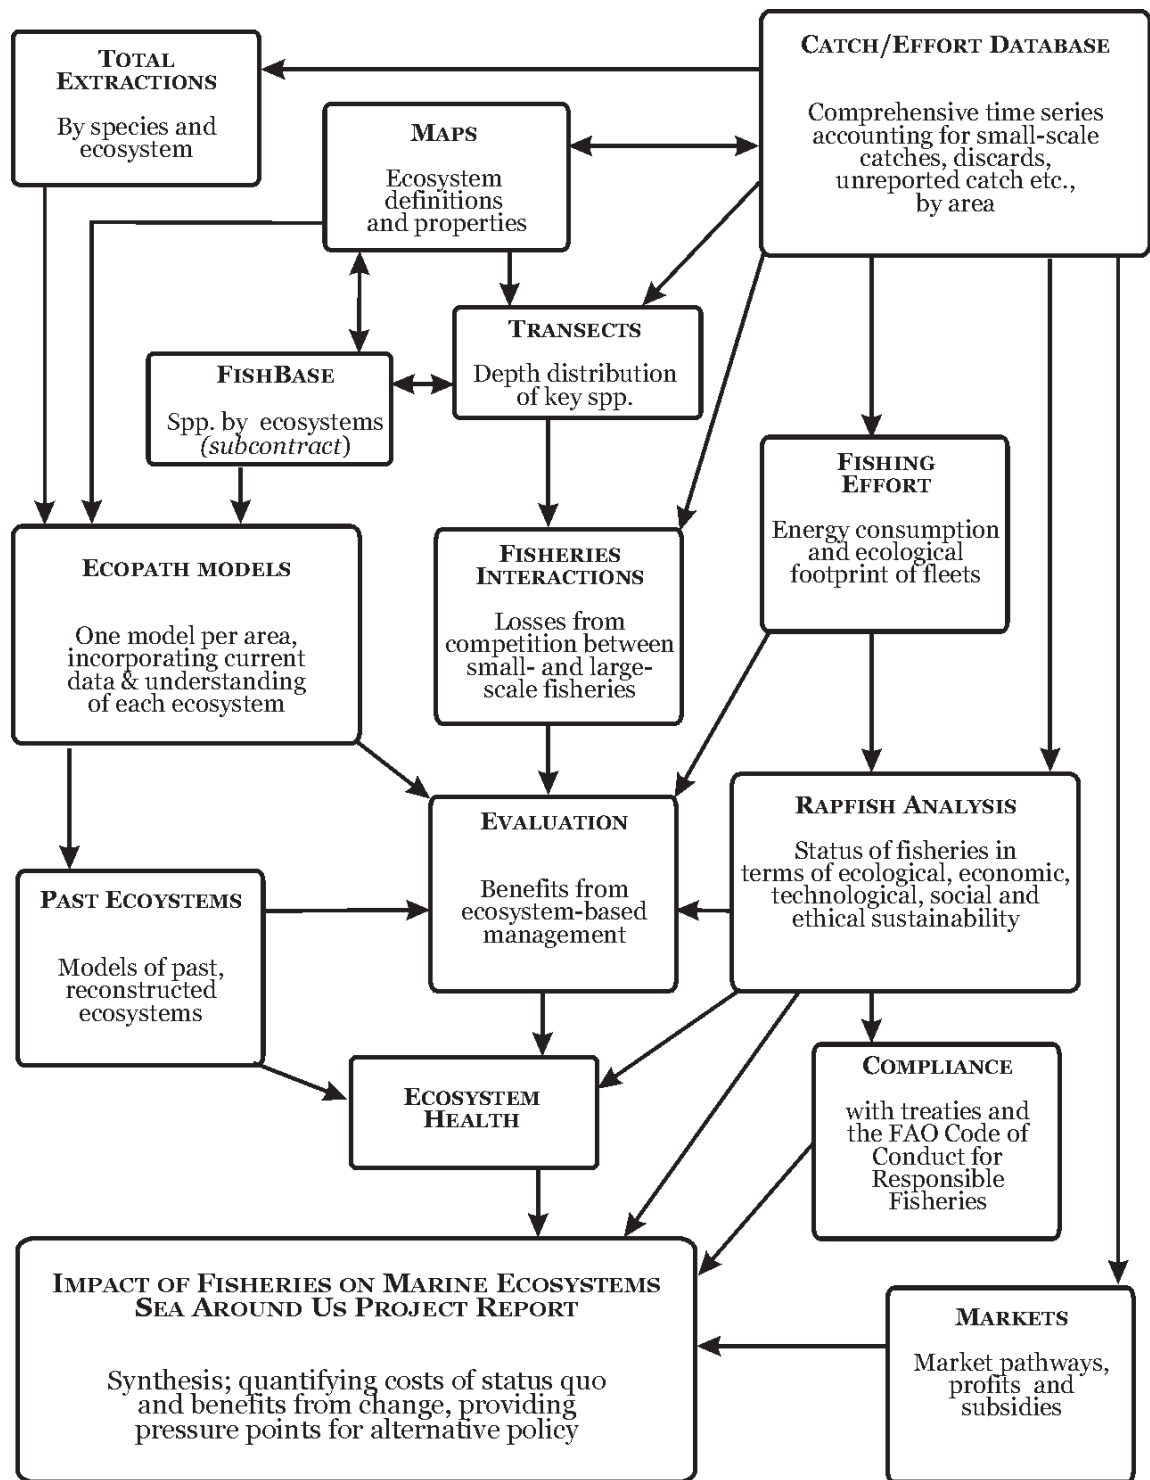 TOTAL
EXTRACTIONS
By species and
ecosystem
CATCH/EFFORT DATABASE
Comprehensive time series
accounting for small-scale
catches, discards,
unreported catch etc.,
by area
MAPS
Ecosystem
definitions
and properties
TRANSECTS
Depth distribution
of key spp.
FISHBASE
Spp. by ecosystems
(subcontract)
FISHING
EFFORT
Energy consumption
and ecological
footprint of fleets
ECOPATH MODELS
One model per area,
incorporating current
data & understanding
of each ecosystem
FISHERIES
INTERACTIONS
Losses from
competition between
small- and large-
scale fisheries
EVALUATION
Benefits from
ecosystem-based
management
RAPFISH ANALYSIS
Status of fisheries in
terms of ecological, economic,
technological, social and
ethical sustainability
PAST ECOYSTEMS
Models of past,
reconstructed
ecosystems
ECOSYSTEM
HEALTH
COMPLIANCE
with treaties and
the FAO Code of
Conduct for
Responsible
Fisheries
IMPACT OF FISHERIES ON MARINE ECOSYSTEMS
SEA AROUND US PROJECT REPORT
Synthesis; quantifying costs of status quo
and benefits from change, providing
pressure points for alternative policy
MARKETS
Market pathways,
profits and
subsidies